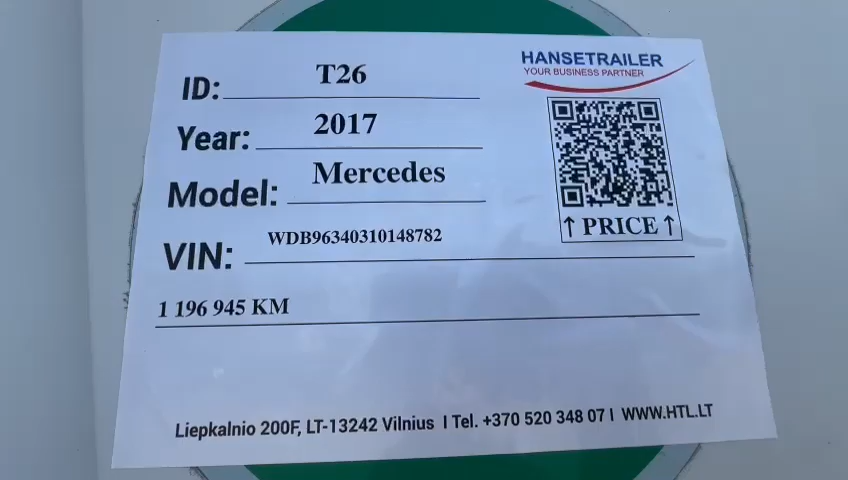 HANSETRAILER
YOUR BUSINESS PARTNER
ID: T26
Year: 2017
Model: Mercedes
VIN: WDB96340310148782
↑ PRICE ↑
1 196 945 KM
Liepkalnio 200F, LT-13242 Vilnius I Tel. +370 520 348 07 I WWW.HTL.LT